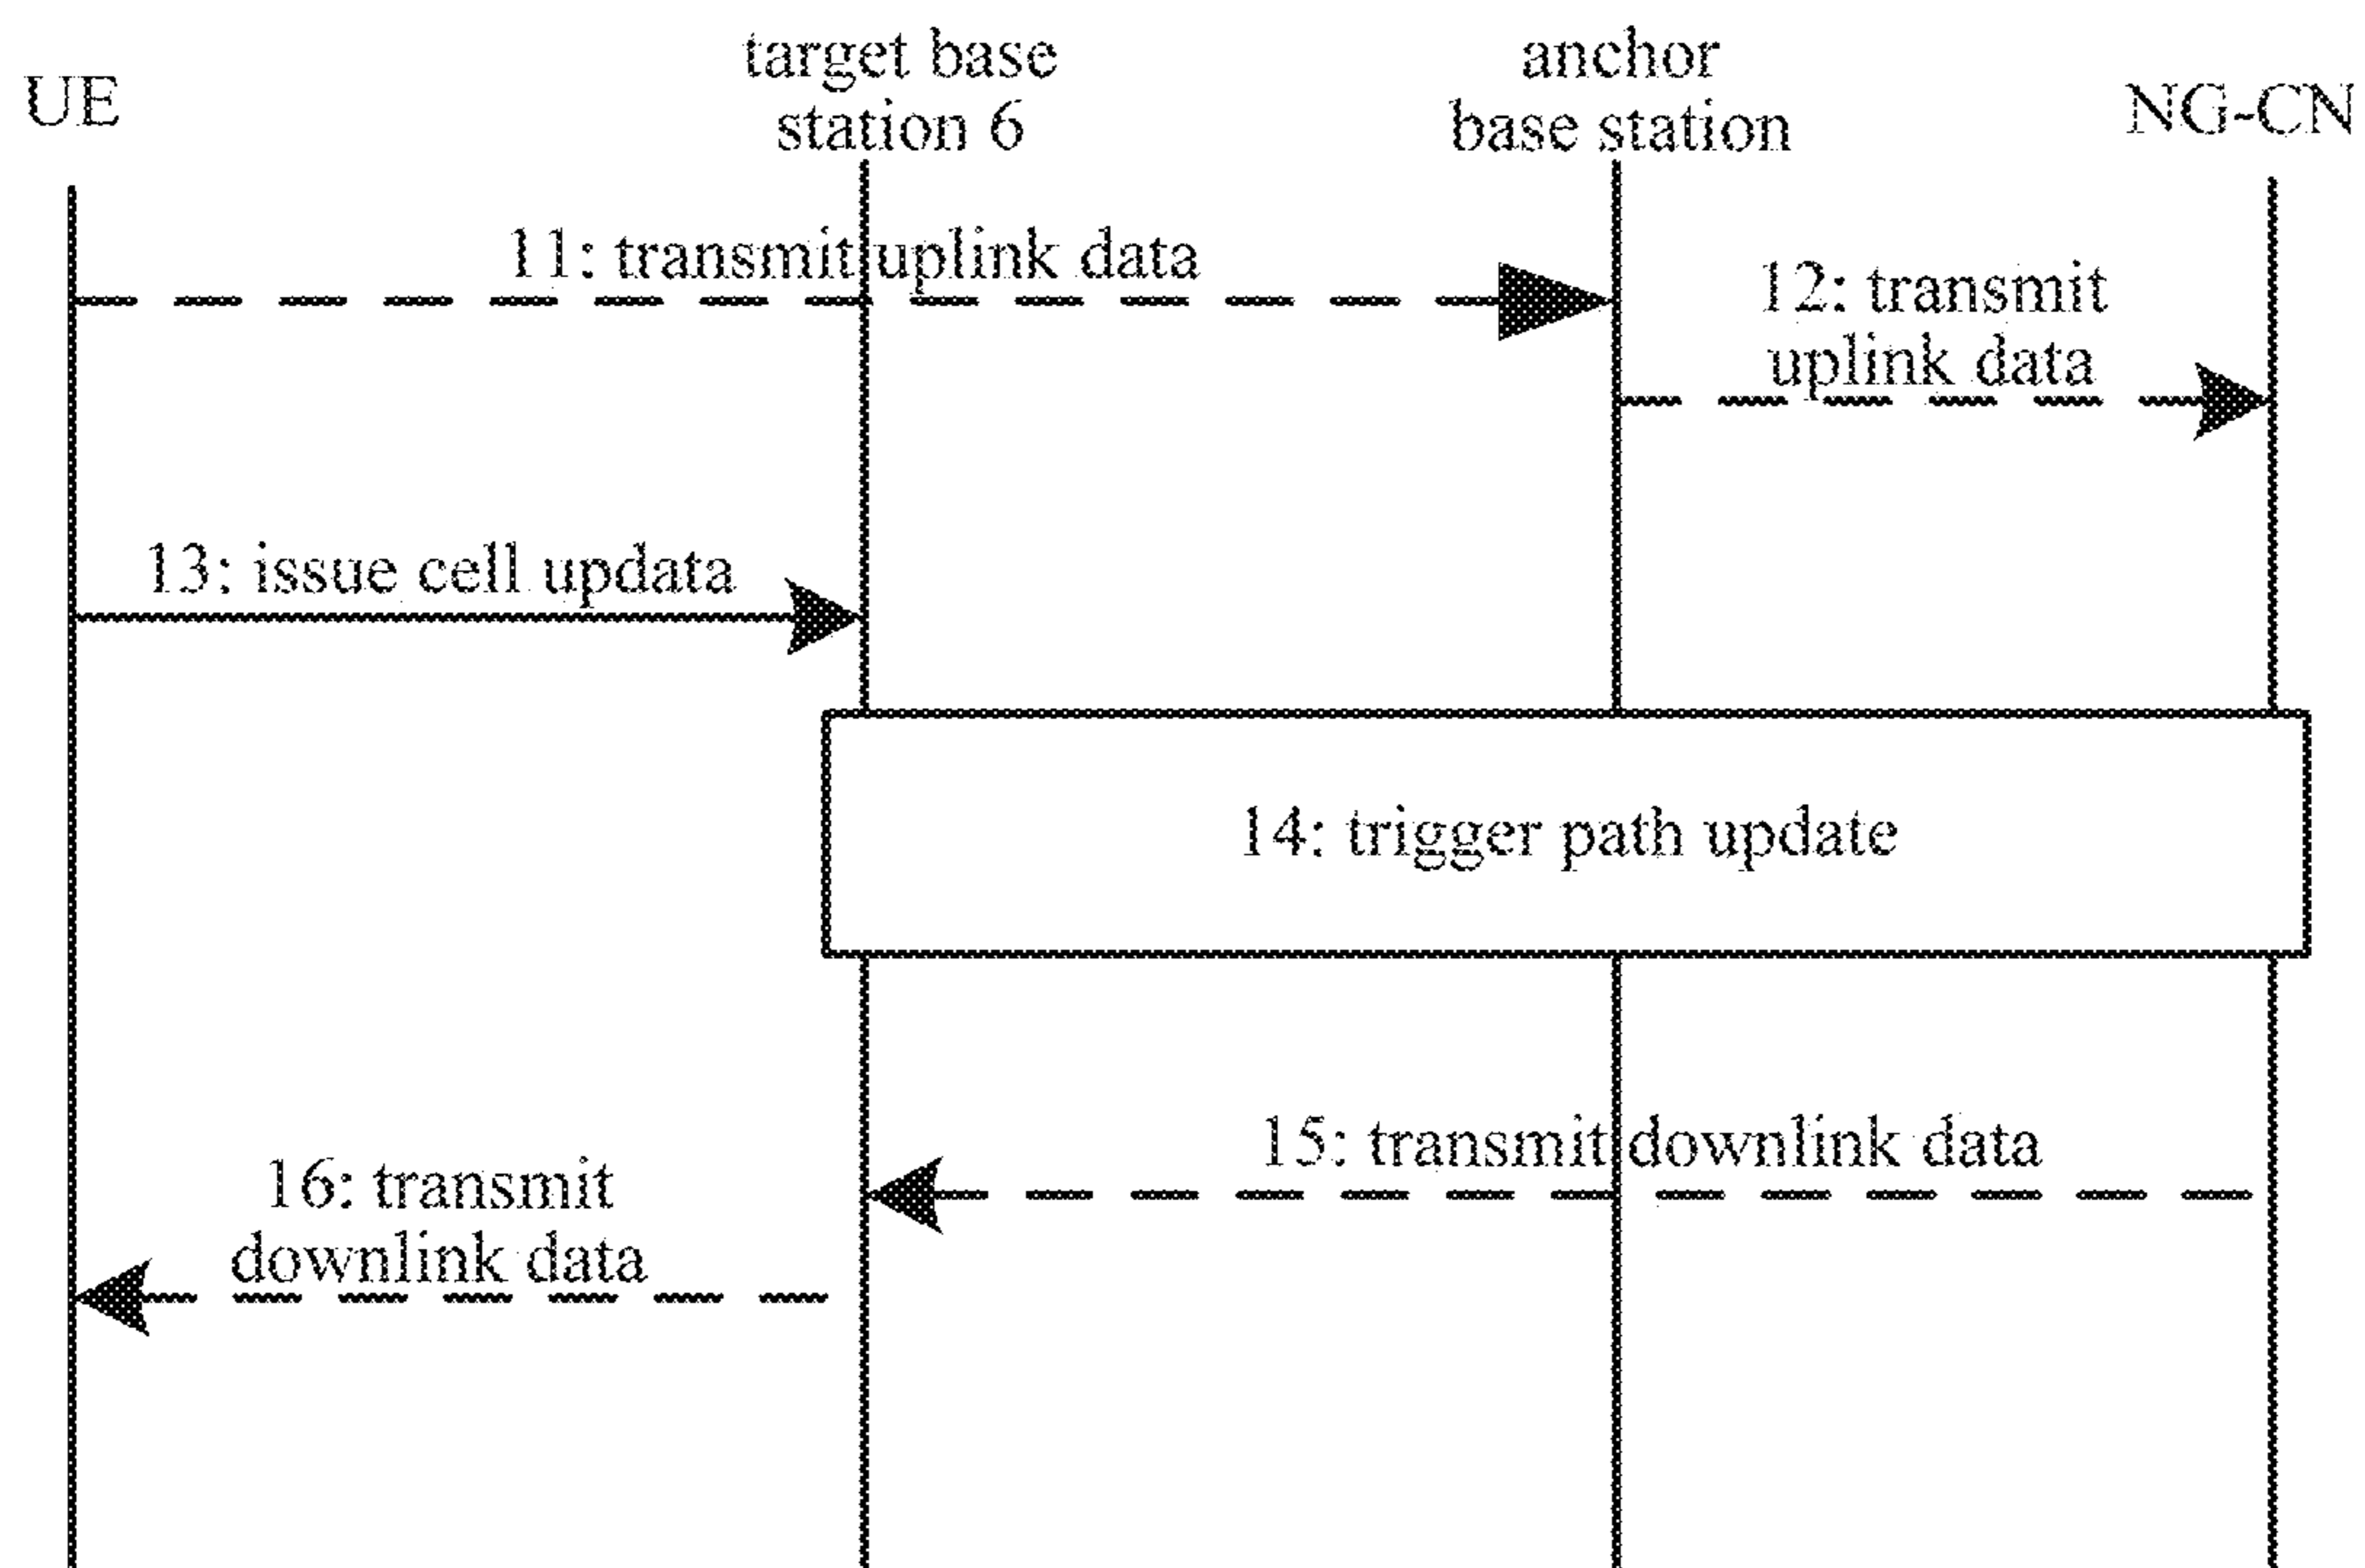 UE
target base
station 6
anchor
base station
NG-CN
11: transmit uplink data
12: transmit
uplink data
13: issue cell updata
14: trigger path update
15: transmit downlink data
16: transmit
downlink data